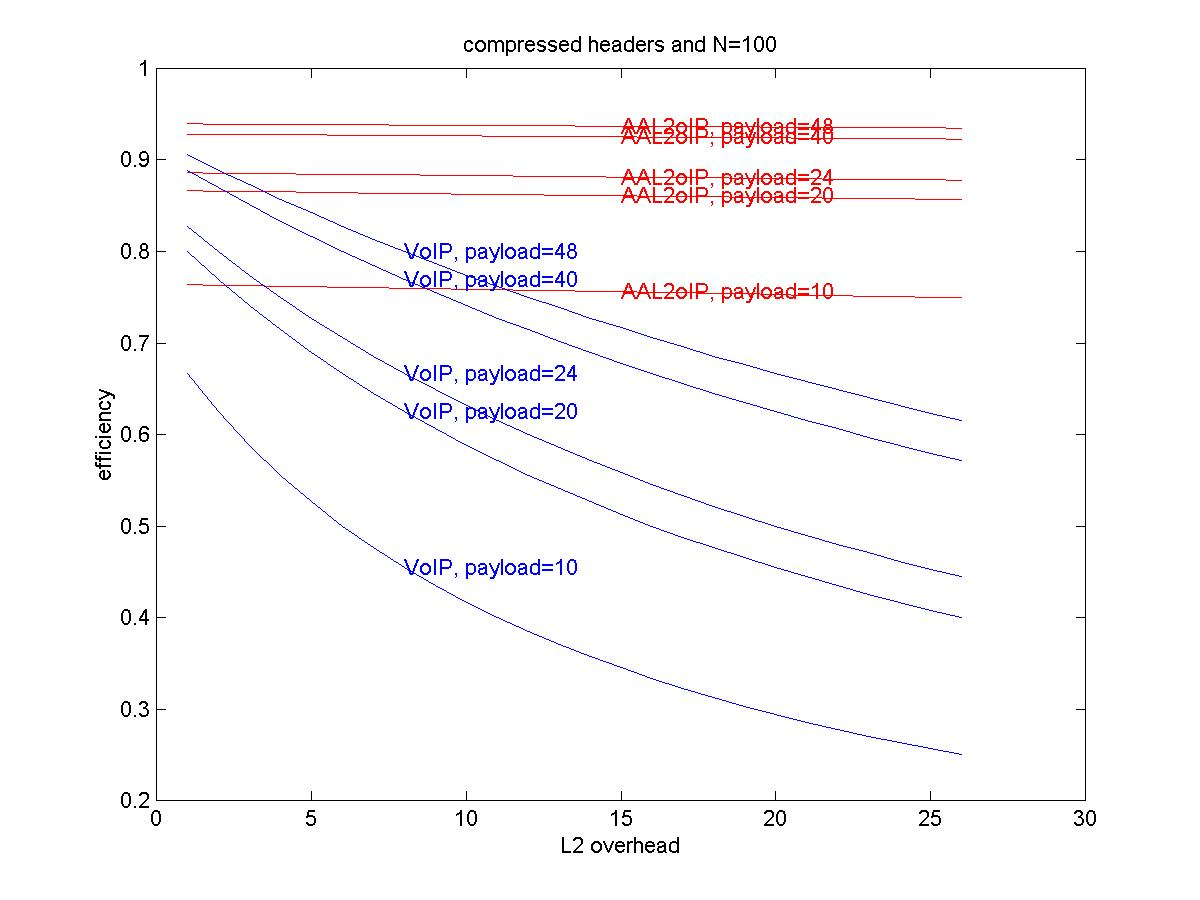 compressed headers and N=100
1
0.9
0.8
0.7
0.6
0.5
0.4
0.3
0.2
efficiency
AAL2oIP, payload=48
AAL2oIP, payload=40
AAL2oIP, payload=24
AAL2oIP, payload=20
VoIP, payload=48
VoIP, payload=40
AAL2oIP, payload=10
VoIP, payload=24
VoIP, payload=20
VoIP, payload=10
0 5 10 15 20 25 30
L2 overhead